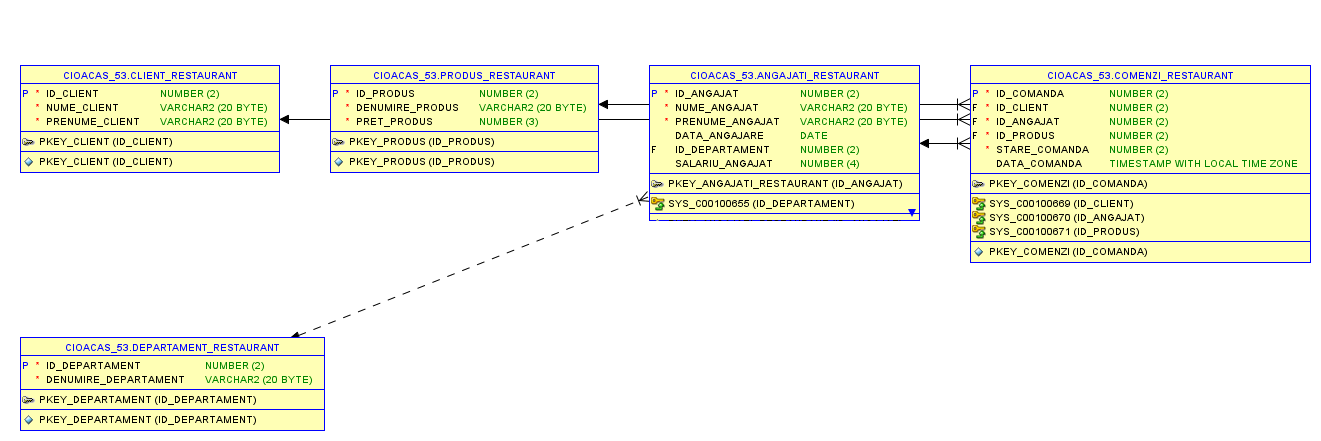 CIOACAS_53.CLIENT_RESTAURANT
P * ID_CLIENT NUMBER (2)
* NUME_CLIENT VARCHAR2 (20 BYTE)
* PRENUME_CLIENT VARCHAR2 (20 BYTE)
PKEY_CLIENT (ID_CLIENT)
PKEY_CLIENT (ID_CLIENT)
CIOACAS_53.PRODUS_RESTAURANT
P * ID_PRODUS NUMBER (2)
* DENUMIRE_PRODUS VARCHAR2 (20 BYTE)
* PRET_PRODUS NUMBER (3)
PKEY_PRODUS (ID_PRODUS)
PKEY_PRODUS (ID_PRODUS)
CIOACAS_53.ANGAJATI_RESTAURANT
P * ID_ANGAJAT NUMBER (2)
* NUME_ANGAJAT VARCHAR2 (20 BYTE)
* PRENUME_ANGAJAT VARCHAR2 (20 BYTE)
DATA_ANGAJARE DATE
F ID_DEPARTAMENT NUMBER (2)
SALARIU_ANGAJAT NUMBER (4)
PKEY_ANGAJATI_RESTAURANT (ID_ANGAJAT)
SYS_C00100655 (ID_DEPARTAMENT)
CIOACAS_53.COMENZI_RESTAURANT
P * ID_COMANDA NUMBER (2)
F * ID_CLIENT NUMBER (2)
F * ID_ANGAJAT NUMBER (2)
F * ID_PRODUS NUMBER (2)
* STARE_COMANDA NUMBER (2)
DATA_COMANDA TIMESTAMP WITH LOCAL TIME ZONE
PKEY_COMENZI (ID_COMANDA)
SYS_C00100669 (ID_CLIENT)
SYS_C00100670 (ID_ANGAJAT)
SYS_C00100671 (ID_PRODUS)
PKEY_COMENZI (ID_COMANDA)
CIOACAS_53.DEPARTAMENT_RESTAURANT
P * ID_DEPARTAMENT NUMBER (2)
* DENUMIRE_DEPARTAMENT VARCHAR2 (20 BYTE)
PKEY_DEPARTAMENT (ID_DEPARTAMENT)
PKEY_DEPARTAMENT (ID_DEPARTAMENT)